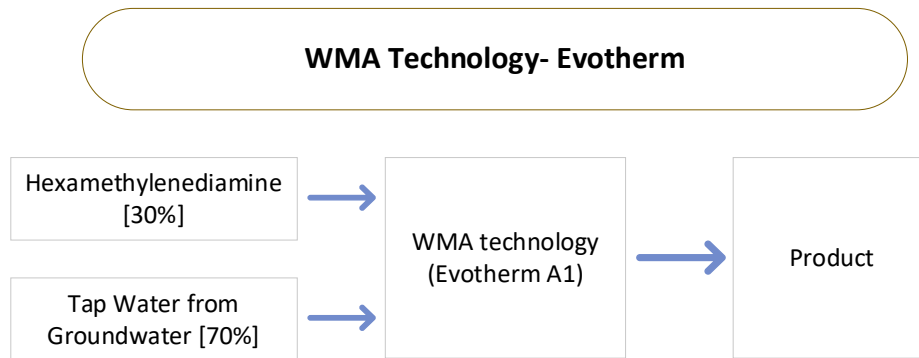 WMA Technology- Evotherm
Hexamethylenediamine
[30%]
WMA technology
(Evotherm A1)
Product
Tap Water from
Groundwater [70%]